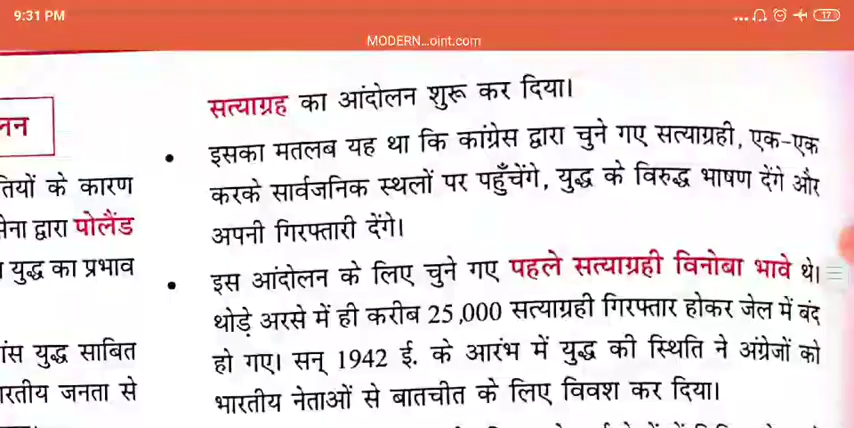 9:31 PM
17
MODERN...oint.com
सत्याग्रह का आंदोलन शुरू कर दिया।
• इसका मतलब यह था कि कांग्रेस द्वारा चुने गए सत्याग्रही, एक-एक
करके सार्वजनिक स्थलों पर पहुँचेंगे, युद्ध के विरुद्ध भाषण देंगे और
अपनी गिरफ्तारी देंगे।
• इस आंदोलन के लिए चुने गए पहले सत्याग्रही विनोबा भावे थे।
थोड़े अरसे में ही करीब 25,000 सत्याग्रही गिरफ्तार होकर जेल में बंद
हो गए। सन् 1942 ई. के आरंभ में युद्ध की स्थिति ने अंग्रेजों को
भारतीय नेताओं से बातचीत के लिए विवश कर दिया।
के कारण
द्वारा पोलैंड
युद्ध का प्रभाव
युद्ध साबित
जनता से